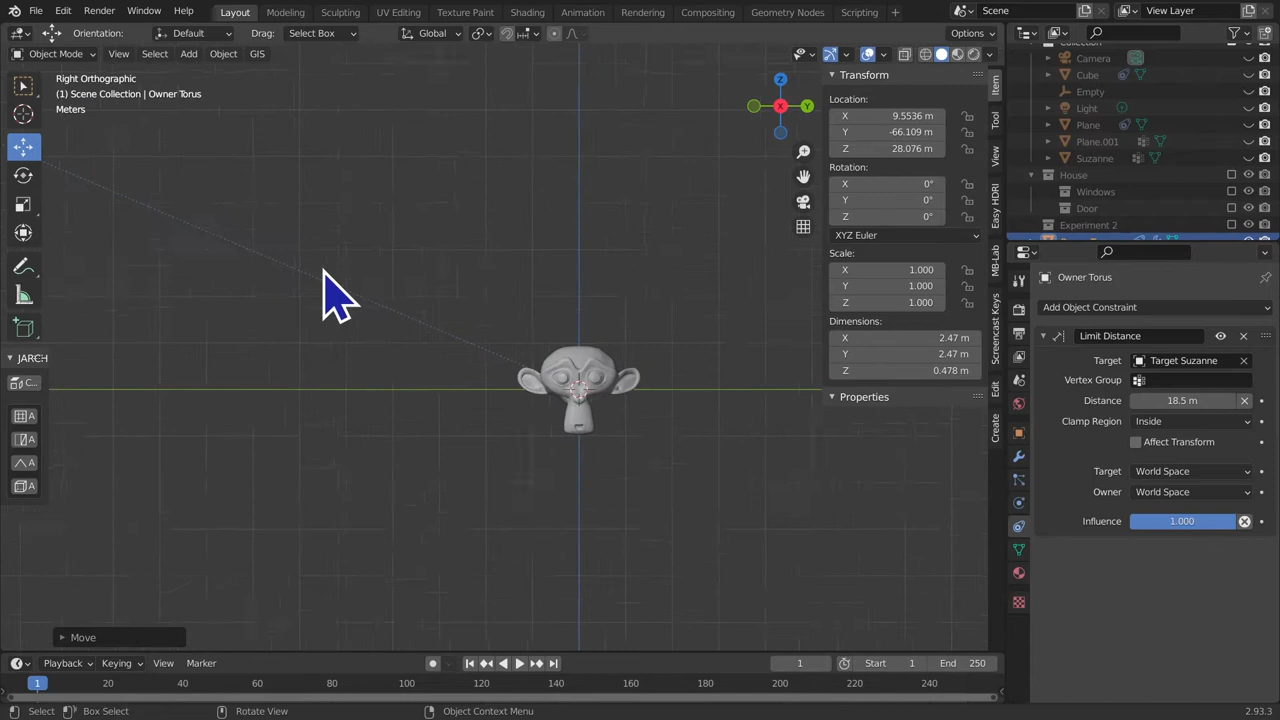 File Edit Render Window Help Layout Modeling Sculpting UV Editing Texture Paint Shading Animation Rendering Compositing Geometry Nodes Scripting + Scene View Layer
Orientation: Default Drag: Select Box Global Options
Object Mode View Select Add Object GIS
Right Orthographic
(1) Scene Collection | Owner Torus
Meters
Z
Y
X
Move
JARCH
C...
A
A
A
A
Transform
Location:
X 9.5536 m
Y -66.109 m
Z 28.076 m
Rotation:
X 0°
Y 0°
Z 0°
XYZ Euler
Scale:
X 1.000
Y 1.000
Z 1.000
Dimensions:
X 2.47 m
Y 2.47 m
Z 0.478 m
Properties
Item
Tool
View
Easy HDRI
MB-Lab
Screencast Keys
Edit
Create
Collection
Camera
Cube
Empty
Light
Plane
Plane.001
Suzanne
House
Windows
Door
Experiment 2
Owner Torus
Add Object Constraint
Limit Distance
Target Target Suzanne
Vertex Group
Distance 18.5 m
Clamp Region Inside
Affect Transform
Target World Space
Owner World Space
Influence 1.000
Playback Keying View Marker 1 Start 1 End 250
1 20 40 60 80 100 120 140 160 180 200 220 240
Select Box Select Rotate View Object Context Menu 2.93.3